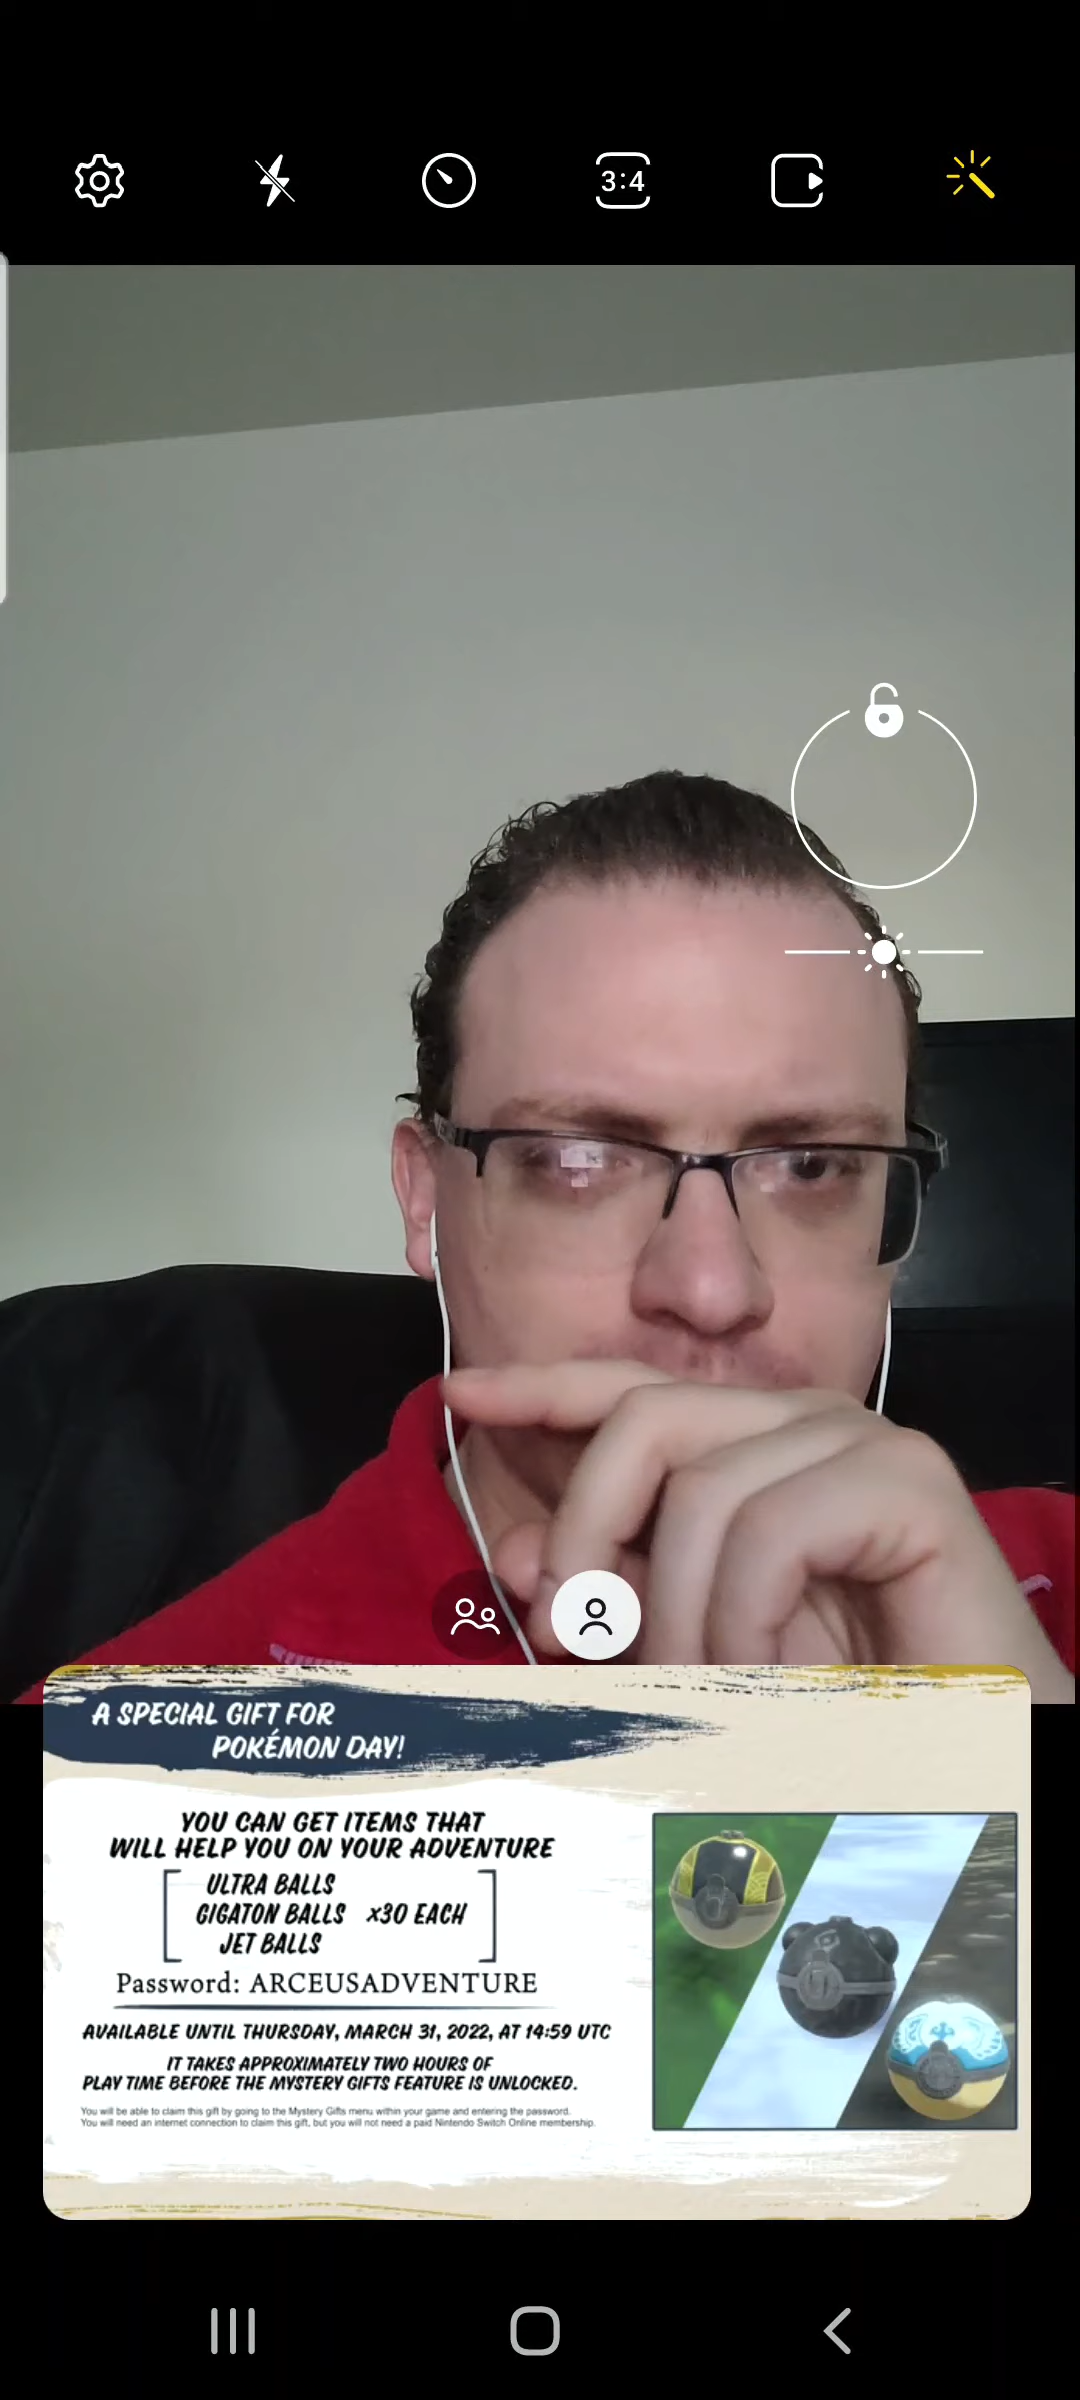 3:4
A SPECIAL GIFT FOR
POKÉMON DAY!
YOU CAN GET ITEMS THAT
WILL HELP YOU ON YOUR ADVENTURE
ULTRA BALLS
GIGATON BALLS x30 EACH
JET BALLS
Password: ARCEUSADVENTURE
AVAILABLE UNTIL THURSDAY, MARCH 31, 2022, AT 14:59 UTC
IT TAKES APPROXIMATELY TWO HOURS OF
PLAY TIME BEFORE THE MYSTERY GIFTS FEATURE IS UNLOCKED.
You will be able to claim this gift by going to the Mystery Gifts menu within your game and entering the password.
You will need an internet connection to claim this gift, but you will not need a paid Nintendo Switch Online membership.